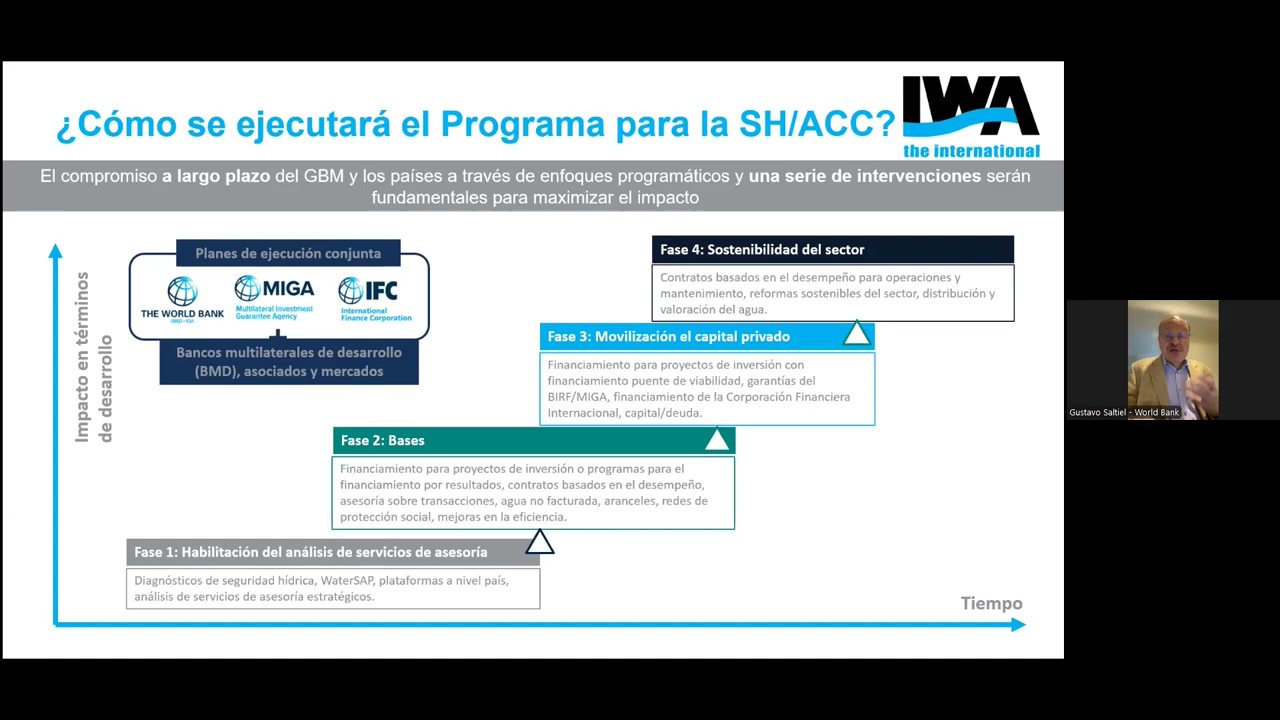 ¿Cómo se ejecutará el Programa para la SH/ACC?
IWA
the international
El compromiso a largo plazo del GBM y los países a través de enfoques programáticos y una serie de intervenciones serán
fundamentales para maximizar el impacto
Impacto en términos
de desarrollo
Planes de ejecución conjunta
THE WORLD BANK
IBRD • IDA
MIGA
Multilateral Investment
Guarantee Agency
IFC
International
Finance Corporation
Bancos multilaterales de desarrollo
(BMD), asociados y mercados
Fase 4: Sostenibilidad del sector
Contratos basados en el desempeño para operaciones y
mantenimiento, reformas sostenibles del sector, distribución y
valoración del agua.
Fase 3: Movilización el capital privado
Financiamiento para proyectos de inversión con
financiamiento puente de viabilidad, garantías del
BIRF/MIGA, financiamiento de la Corporación Financiera
Internacional, capital/deuda.
Fase 2: Bases
Financiamiento para proyectos de inversión o programas para el
financiamiento por resultados, contratos basados en el desempeño,
asesoría sobre transacciones, agua no facturada, aranceles, redes de
protección social, mejoras en la eficiencia.
Fase 1: Habilitación del análisis de servicios de asesoría
Diagnósticos de seguridad hídrica, WaterSAP, plataformas a nivel país,
análisis de servicios de asesoría estratégicos.
Tiempo
Gustavo Saltiel - World Bank